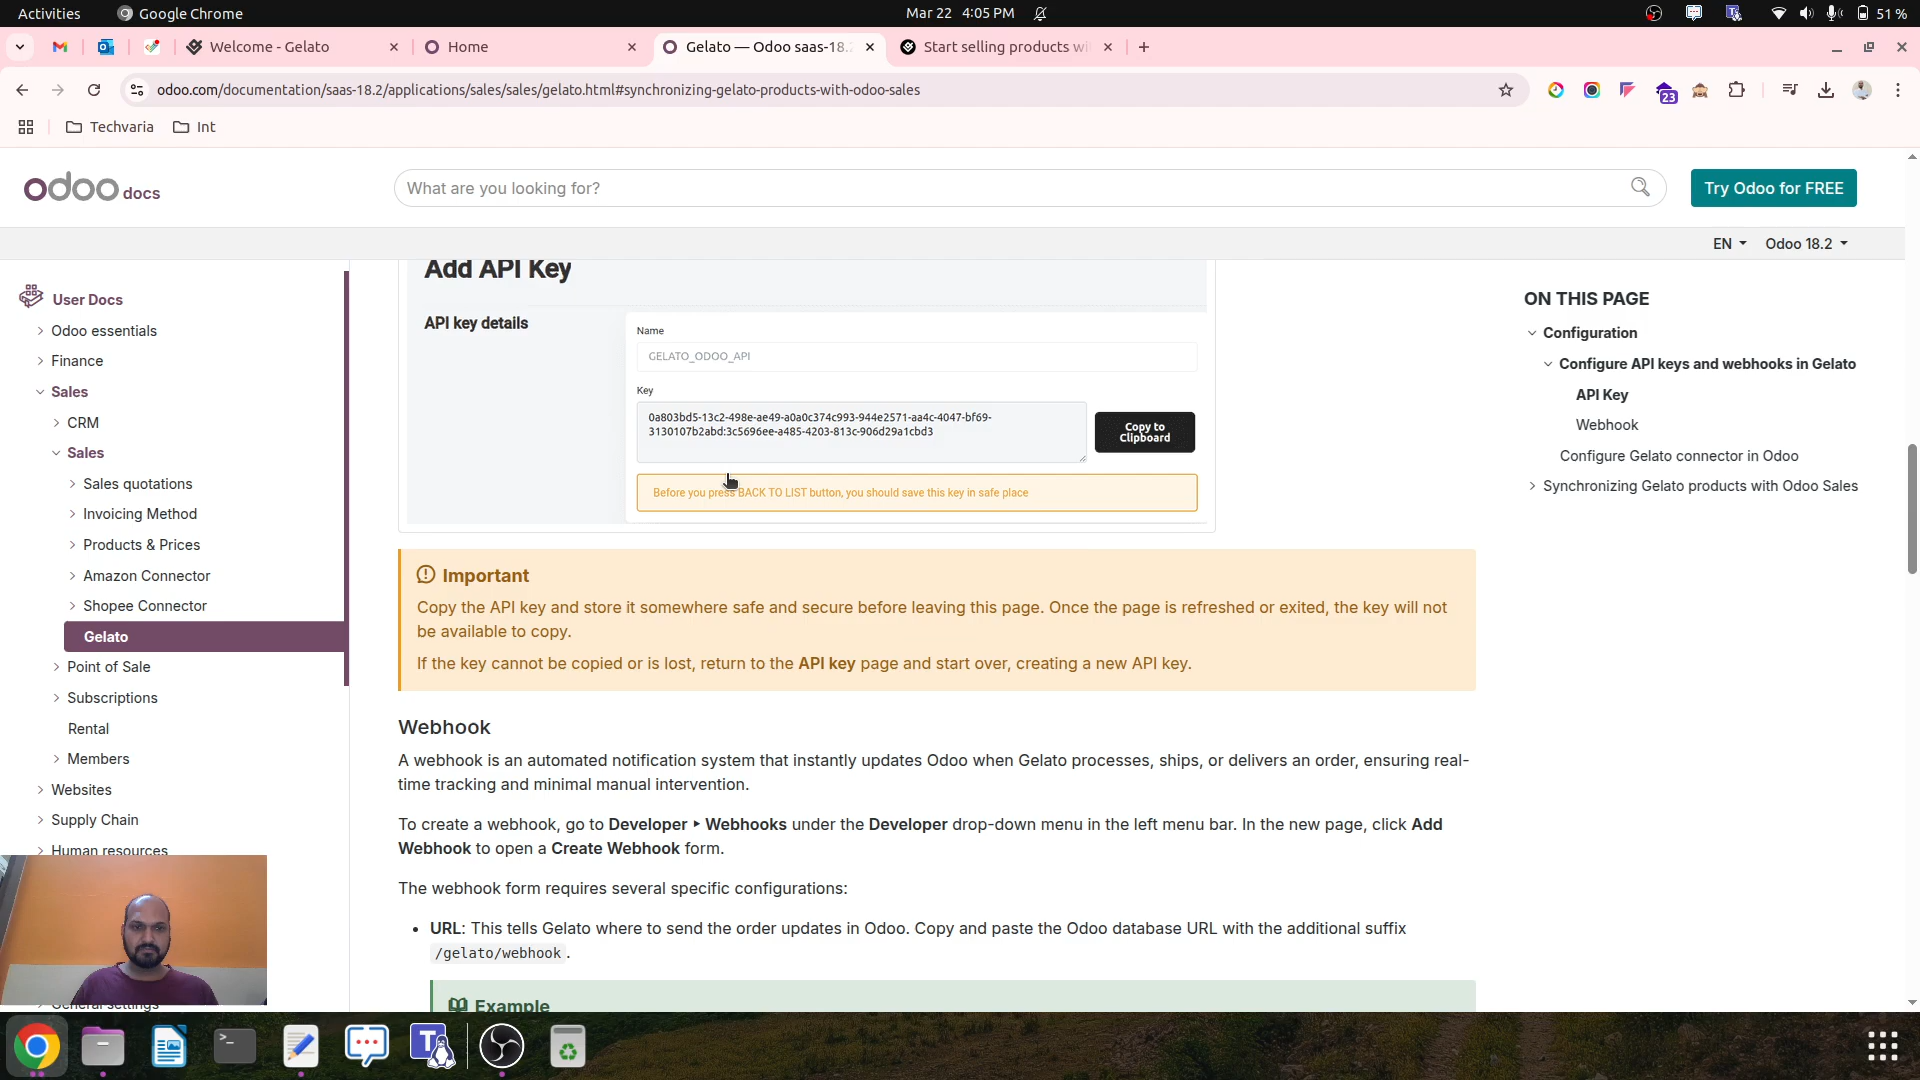 Activities
Google Chrome
Mar 22 4:05 PM
51 %
Welcome - Gelato
Home
Gelato — Odoo saas-18.
Start selling products wi
odoo.com/documentation/saas-18.2/applications/sales/sales/gelato.html#synchronizing-gelato-products-with-odoo-sales
23
Techvaria
Int
odoo docs
What are you looking for?
Try Odoo for FREE
EN
Odoo 18.2
User Docs
Odoo essentials
Finance
Sales
CRM
Sales
Sales quotations
Invoicing Method
Products & Prices
Amazon Connector
Shopee Connector
Gelato
Point of Sale
Subscriptions
Rental
Members
Websites
Supply Chain
Human resources
General settings
Add API Key
API key details
Name
GELATO_ODOO_API
Key
0a803bd5-13c2-498e-ae49-a0a0c374c993-944e2571-aa4c-4047-bf69-
3130107b2abd:3c5696ee-a485-4203-813c-906d29a1cbd3
Copy to
Clipboard
Before you press BACK TO LIST button, you should save this key in safe place
Important
Copy the API key and store it somewhere safe and secure before leaving this page. Once the page is refreshed or exited, the key will not
be available to copy.
If the key cannot be copied or is lost, return to the API key page and start over, creating a new API key.
Webhook
A webhook is an automated notification system that instantly updates Odoo when Gelato processes, ships, or delivers an order, ensuring real-
time tracking and minimal manual intervention.
To create a webhook, go to Developer ‣ Webhooks under the Developer drop-down menu in the left menu bar. In the new page, click Add
Webhook to open a Create Webhook form.
The webhook form requires several specific configurations:
• URL: This tells Gelato where to send the order updates in Odoo. Copy and paste the Odoo database URL with the additional suffix
/gelato/webhook .
Example
ON THIS PAGE
Configuration
Configure API keys and webhooks in Gelato
API Key
Webhook
Configure Gelato connector in Odoo
Synchronizing Gelato products with Odoo Sales